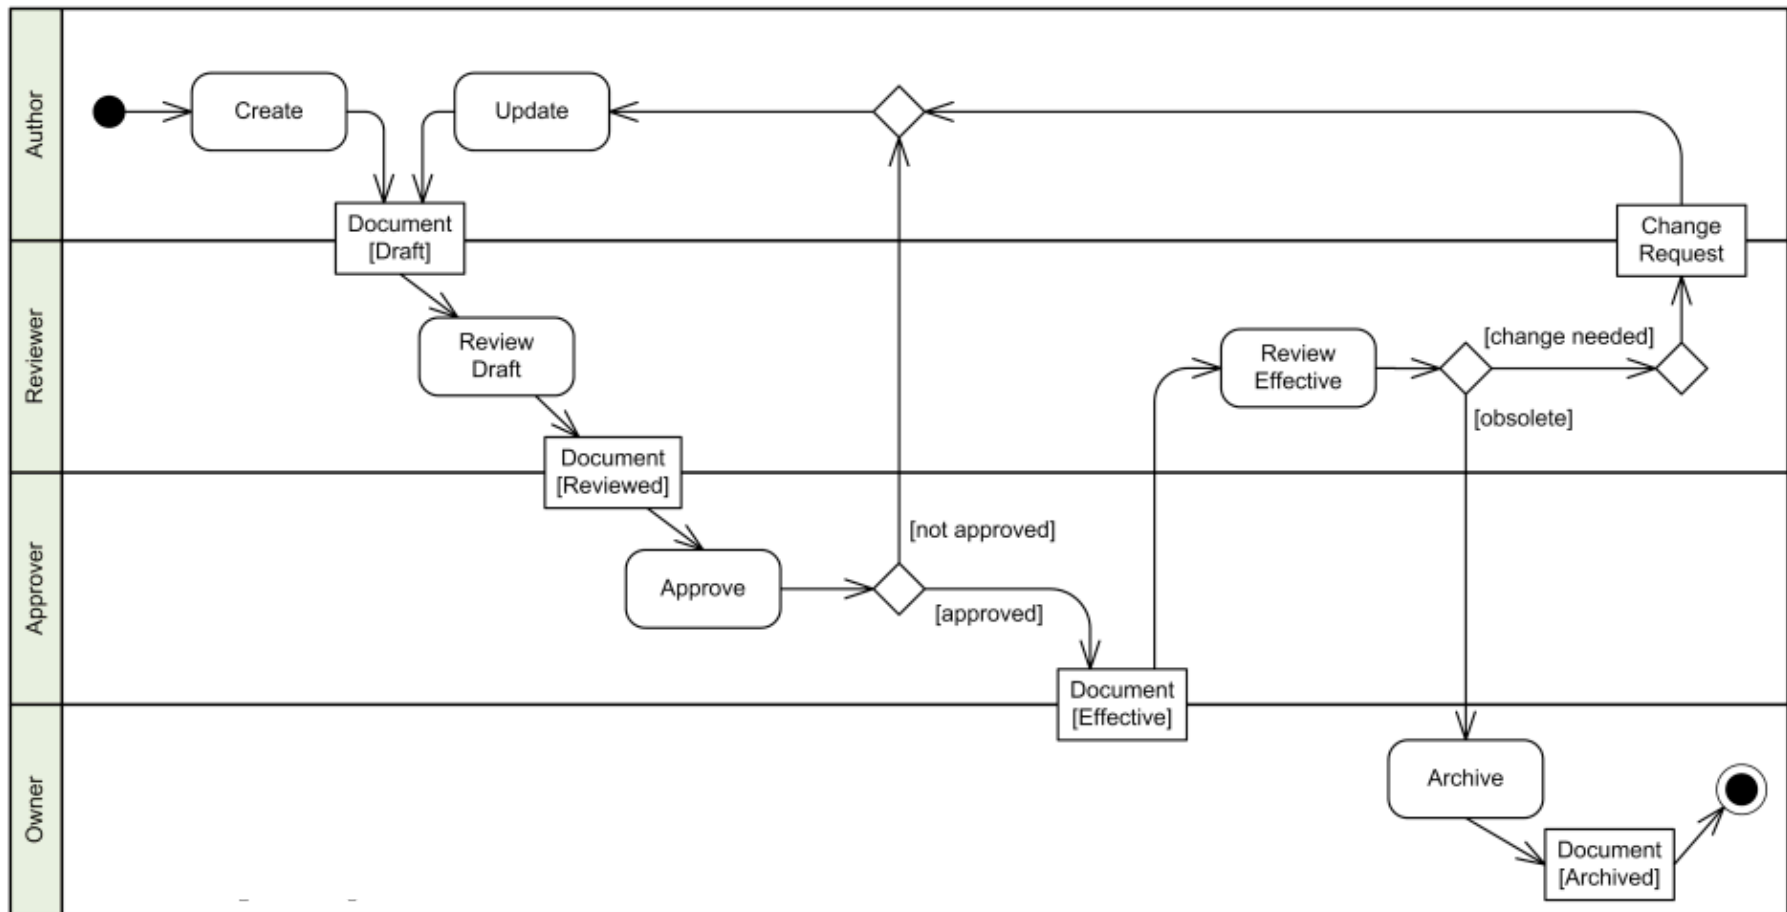 Author
Create
Update
Document
[Draft]
Change
Request
Reviewer
Review
Draft
Review
Effective
[change needed]
[obsolete]
Document
[Reviewed]
Approver
[not approved]
Approve
[approved]
Document
[Effective]
Owner
Archive
Document
[Archived]